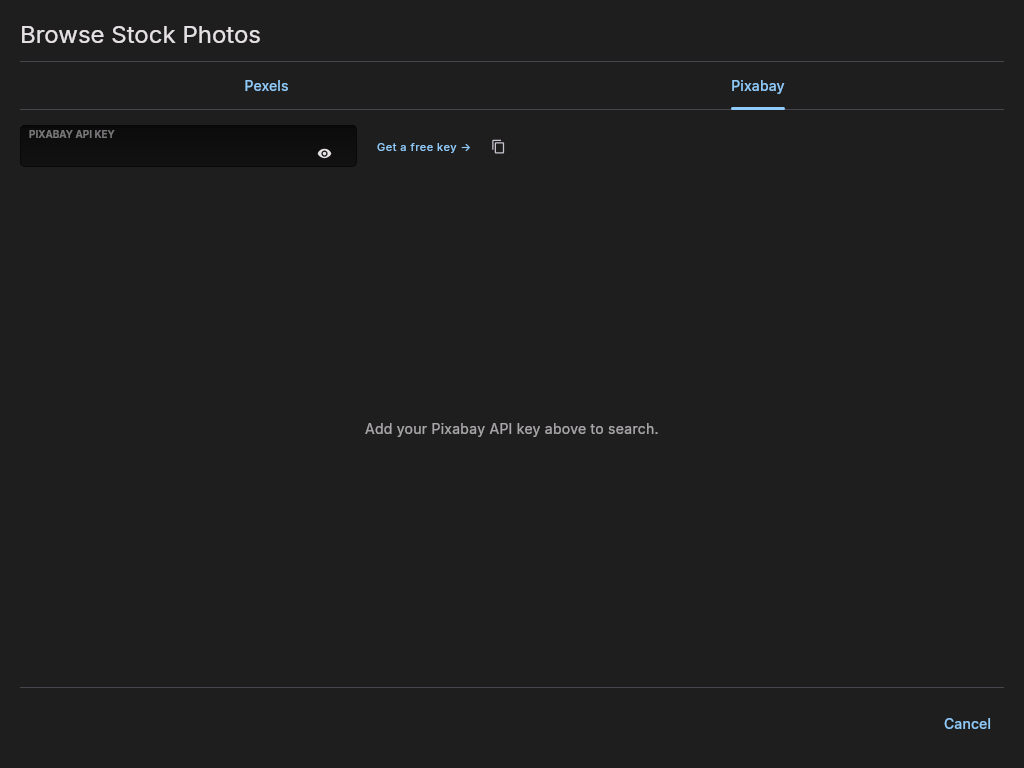 Browse Stock Photos
Pexels
Pixabay
PIXABAY API KEY
Get a free key →
Add your Pixabay API key above to search.
Cancel